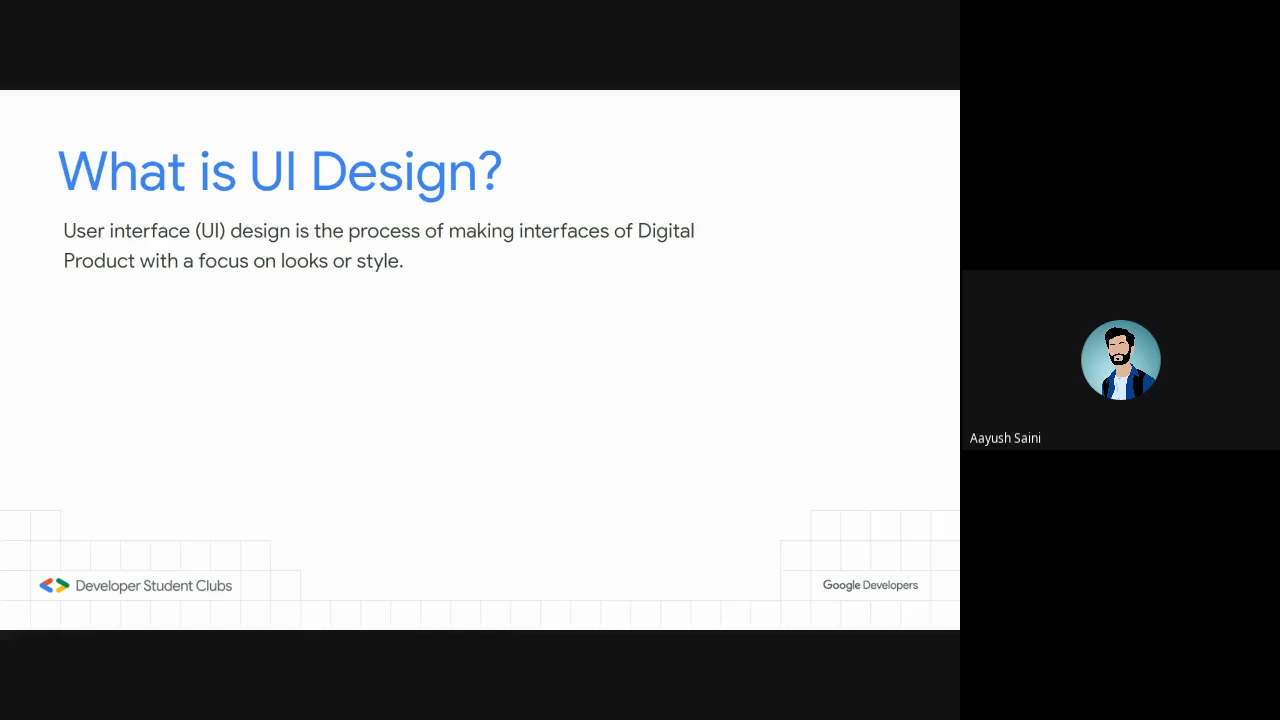 What is UI Design?
User interface (UI) design is the process of making interfaces of Digital
Product with a focus on looks or style.
Aayush Saini
Developer Student Clubs
Google Developers